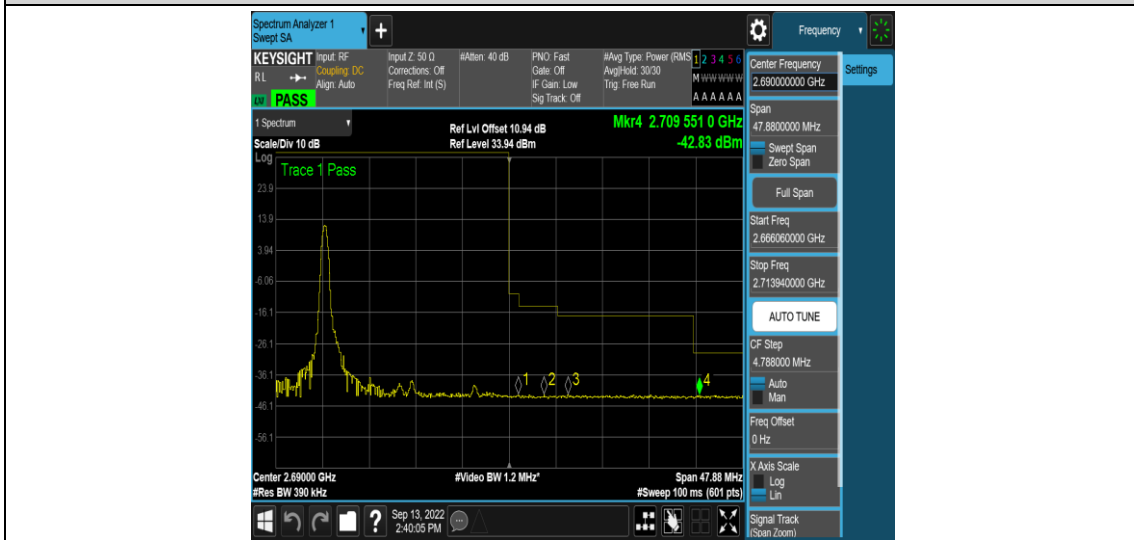 Spectrum Analyzer 1
Swept SA
+
Frequency
KEYSIGHT
RL
LXI PASS
Input: RF
Coupling: DC
Align: Auto
Input Z: 50 Ω
Corrections: Off
Freq Ref: Int (S)
#Atten: 40 dB
PNO: Fast
Gate: Off
IF Gain: Low
Sig Track: Off
#Avg Type: Power (RMS
Avg|Hold: 30/30
Trig: Free Run
1 2 3 4 5 6
M W W W W W
A A A A A A
1 Spectrum
Scale/Div 10 dB
Ref Lvl Offset 10.94 dB
Ref Level 33.94 dBm
Mkr4 2.709 551 0 GHz
-42.83 dBm
Log
Trace 1 Pass
23.9
13.9
3.94
-6.06
-16.1
-26.1
-36.1
-46.1
-56.1
1
2
3
4
Center 2.69000 GHz
#Res BW 390 kHz
#Video BW 1.2 MHz*
Span 47.88 MHz
#Sweep 100 ms (601 pts)
Center Frequency
2.690000000 GHz
Settings
Span
47.8800000 MHz
Swept Span
Zero Span
Full Span
Start Freq
2.666060000 GHz
Stop Freq
2.713940000 GHz
AUTO TUNE
CF Step
4.788000 MHz
Auto
Man
Freq Offset
0 Hz
X Axis Scale
Log
Lin
Signal Track
(Span Zoom)
?
Sep 13, 2022
2:40:05 PM